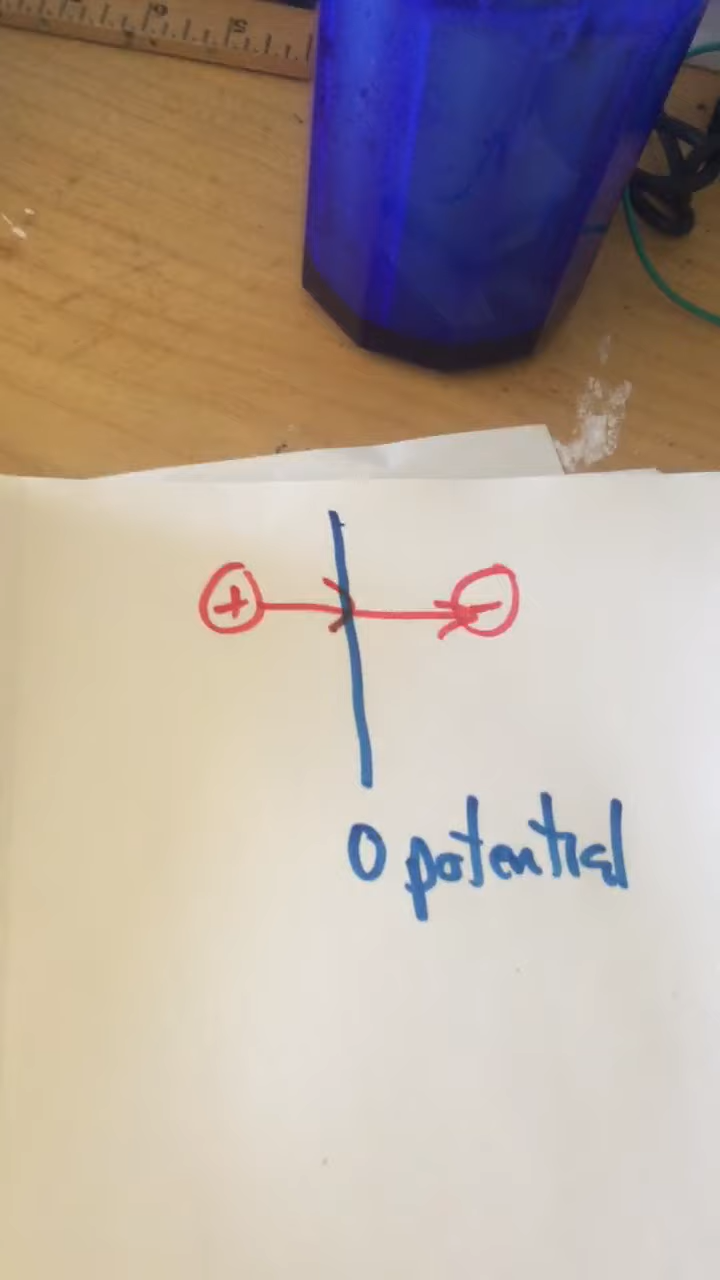 + −
0 potential